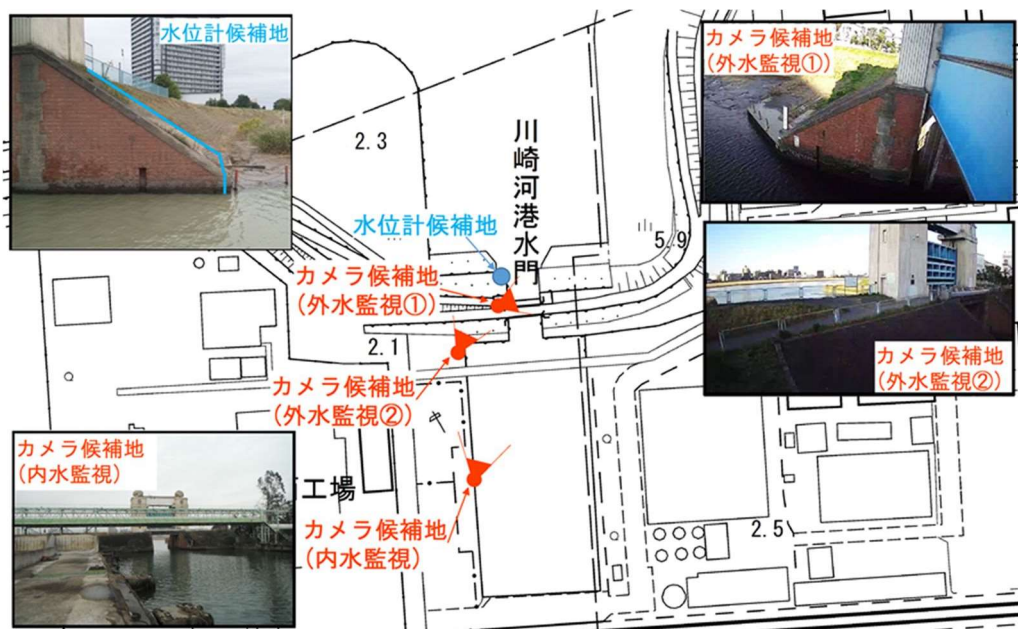 水位計候補地
カメラ候補地
(外水監視①)
2.3
川崎河港水門
5.9
水位計候補地
カメラ候補地
(外水監視①)
2.1
カメラ候補地
(外水監視②)
カメラ候補地
(外水監視②)
カメラ候補地
(内水監視)
工場
カメラ候補地
(内水監視)
2.5